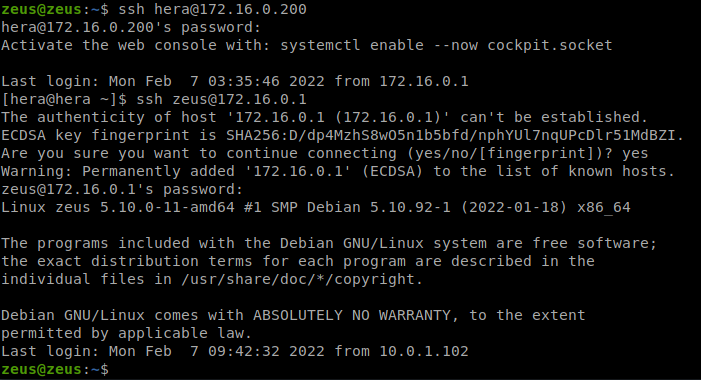 zeus@zeus:~$ ssh hera@172.16.0.200
hera@172.16.0.200's password:
Activate the web console with: systemctl enable --now cockpit.socket
Last login: Mon Feb  7 03:35:46 2022 from 172.16.0.1
[hera@hera ~]$ ssh zeus@172.16.0.1
The authenticity of host '172.16.0.1 (172.16.0.1)' can't be established.
ECDSA key fingerprint is SHA256:D/dp4MzhS8wO5n1b5bfd/nphYUl7nqUPcDlr51MdBZI.
Are you sure you want to continue connecting (yes/no/[fingerprint])? yes
Warning: Permanently added '172.16.0.1' (ECDSA) to the list of known hosts.
zeus@172.16.0.1's password:
Linux zeus 5.10.0-11-amd64 #1 SMP Debian 5.10.92-1 (2022-01-18) x86_64
The programs included with the Debian GNU/Linux system are free software;
the exact distribution terms for each program are described in the
individual files in /usr/share/doc/*/copyright.
Debian GNU/Linux comes with ABSOLUTELY NO WARRANTY, to the extent
permitted by applicable law.
Last login: Mon Feb  7 09:42:32 2022 from 10.0.1.102
zeus@zeus:~$